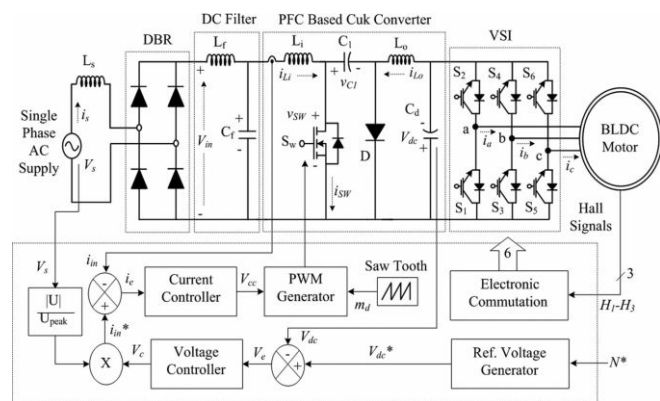 DC Filter
PFC Based Cuk Converter
DBR
VSI
Ls
Lf
Li
C1
Lo
+
-
iLi
vC1
iLo
S2
S4
S6
is
Single
Phase
AC
Supply
Vs
+
Vin
-
+
Cf
-
vSW
+
Sw
-
iSW
D
Cd
-
Vdc
+
a
b
c
ia
ib
ic
BLDC
Motor
S1
S3
S5
Hall
Signals
6
3
H1-H3
Vs
iin
-
+
ie
Current
Controller
Vcc
PWM
Generator
md
Saw Tooth
Electronic
Commutation
|U|
Upeak
iin*
X
Vc
Voltage
Controller
Ve
Vdc
-
+
Vdc*
Ref. Voltage
Generator
N*